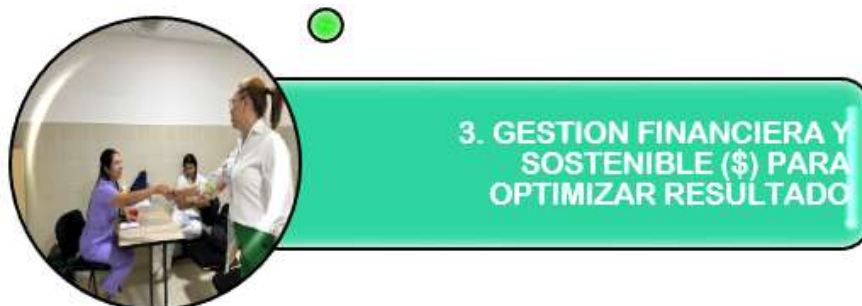 3. GESTION FINANCIERA Y
SOSTENIBLE ($) PARA
OPTIMIZAR RESULTADO